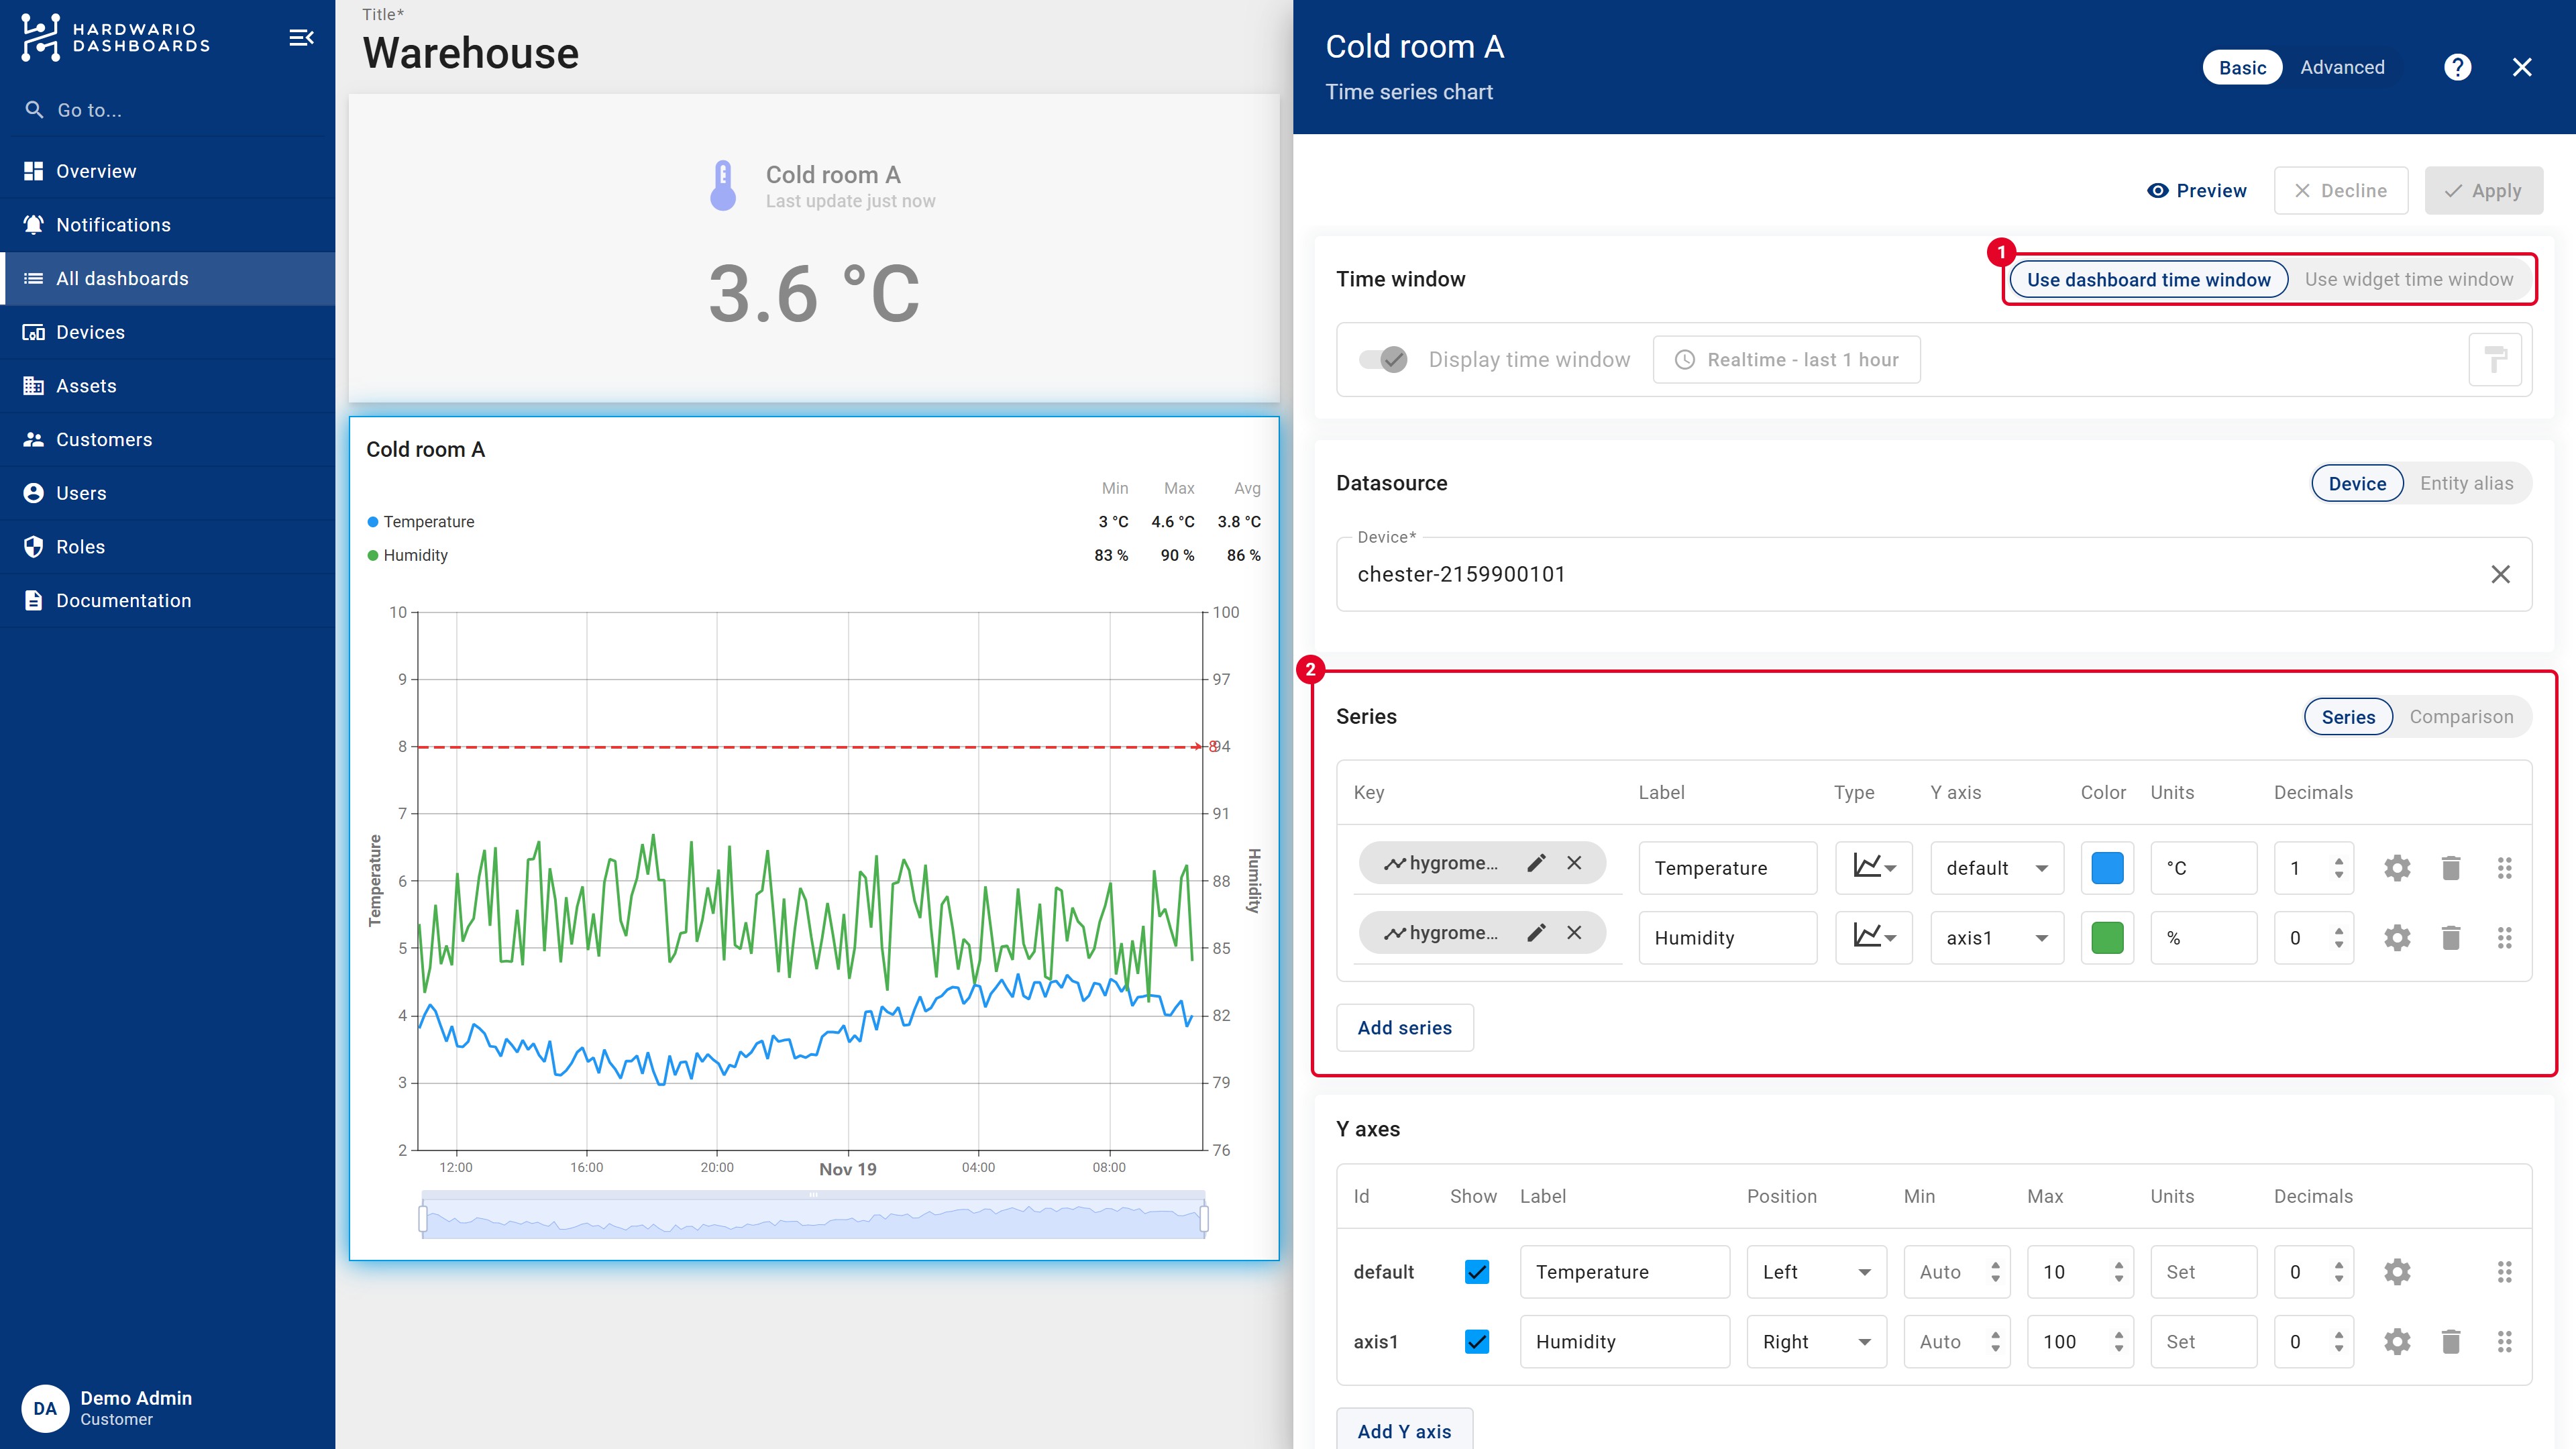 HARDWARIO
DASHBOARDS
Go to...
Overview
Notifications
All dashboards
Devices
Assets
Customers
Users
Roles
Documentation
DA
Demo Admin
Customer
Title*
Warehouse
Cold room A
Last update just now
3.6 °C
Cold room A
Min Max Avg
Temperature 3 °C 4.6 °C 3.8 °C
Humidity 83 % 90 % 86 %
10 100
9 97
8 8 94
7 91
6 88
5 85
4 82
3 79
2 76
Temperature
Humidity
12:00 16:00 20:00 Nov 19 04:00 08:00
Cold room A
Time series chart
Basic Advanced
?
Preview Decline Apply
1
Time window Use dashboard time window Use widget time window
Display time window Realtime - last 1 hour
Datasource Device Entity alias
Device*
chester-2159900101
2
Series Series Comparison
Key Label Type Y axis Color Units Decimals
hygrome... Temperature default °C 1
hygrome... Humidity axis1 % 0
Add series
Y axes
Id Show Label Position Min Max Units Decimals
default Temperature Left Auto 10 Set 0
axis1 Humidity Right Auto 100 Set 0
Add Y axis